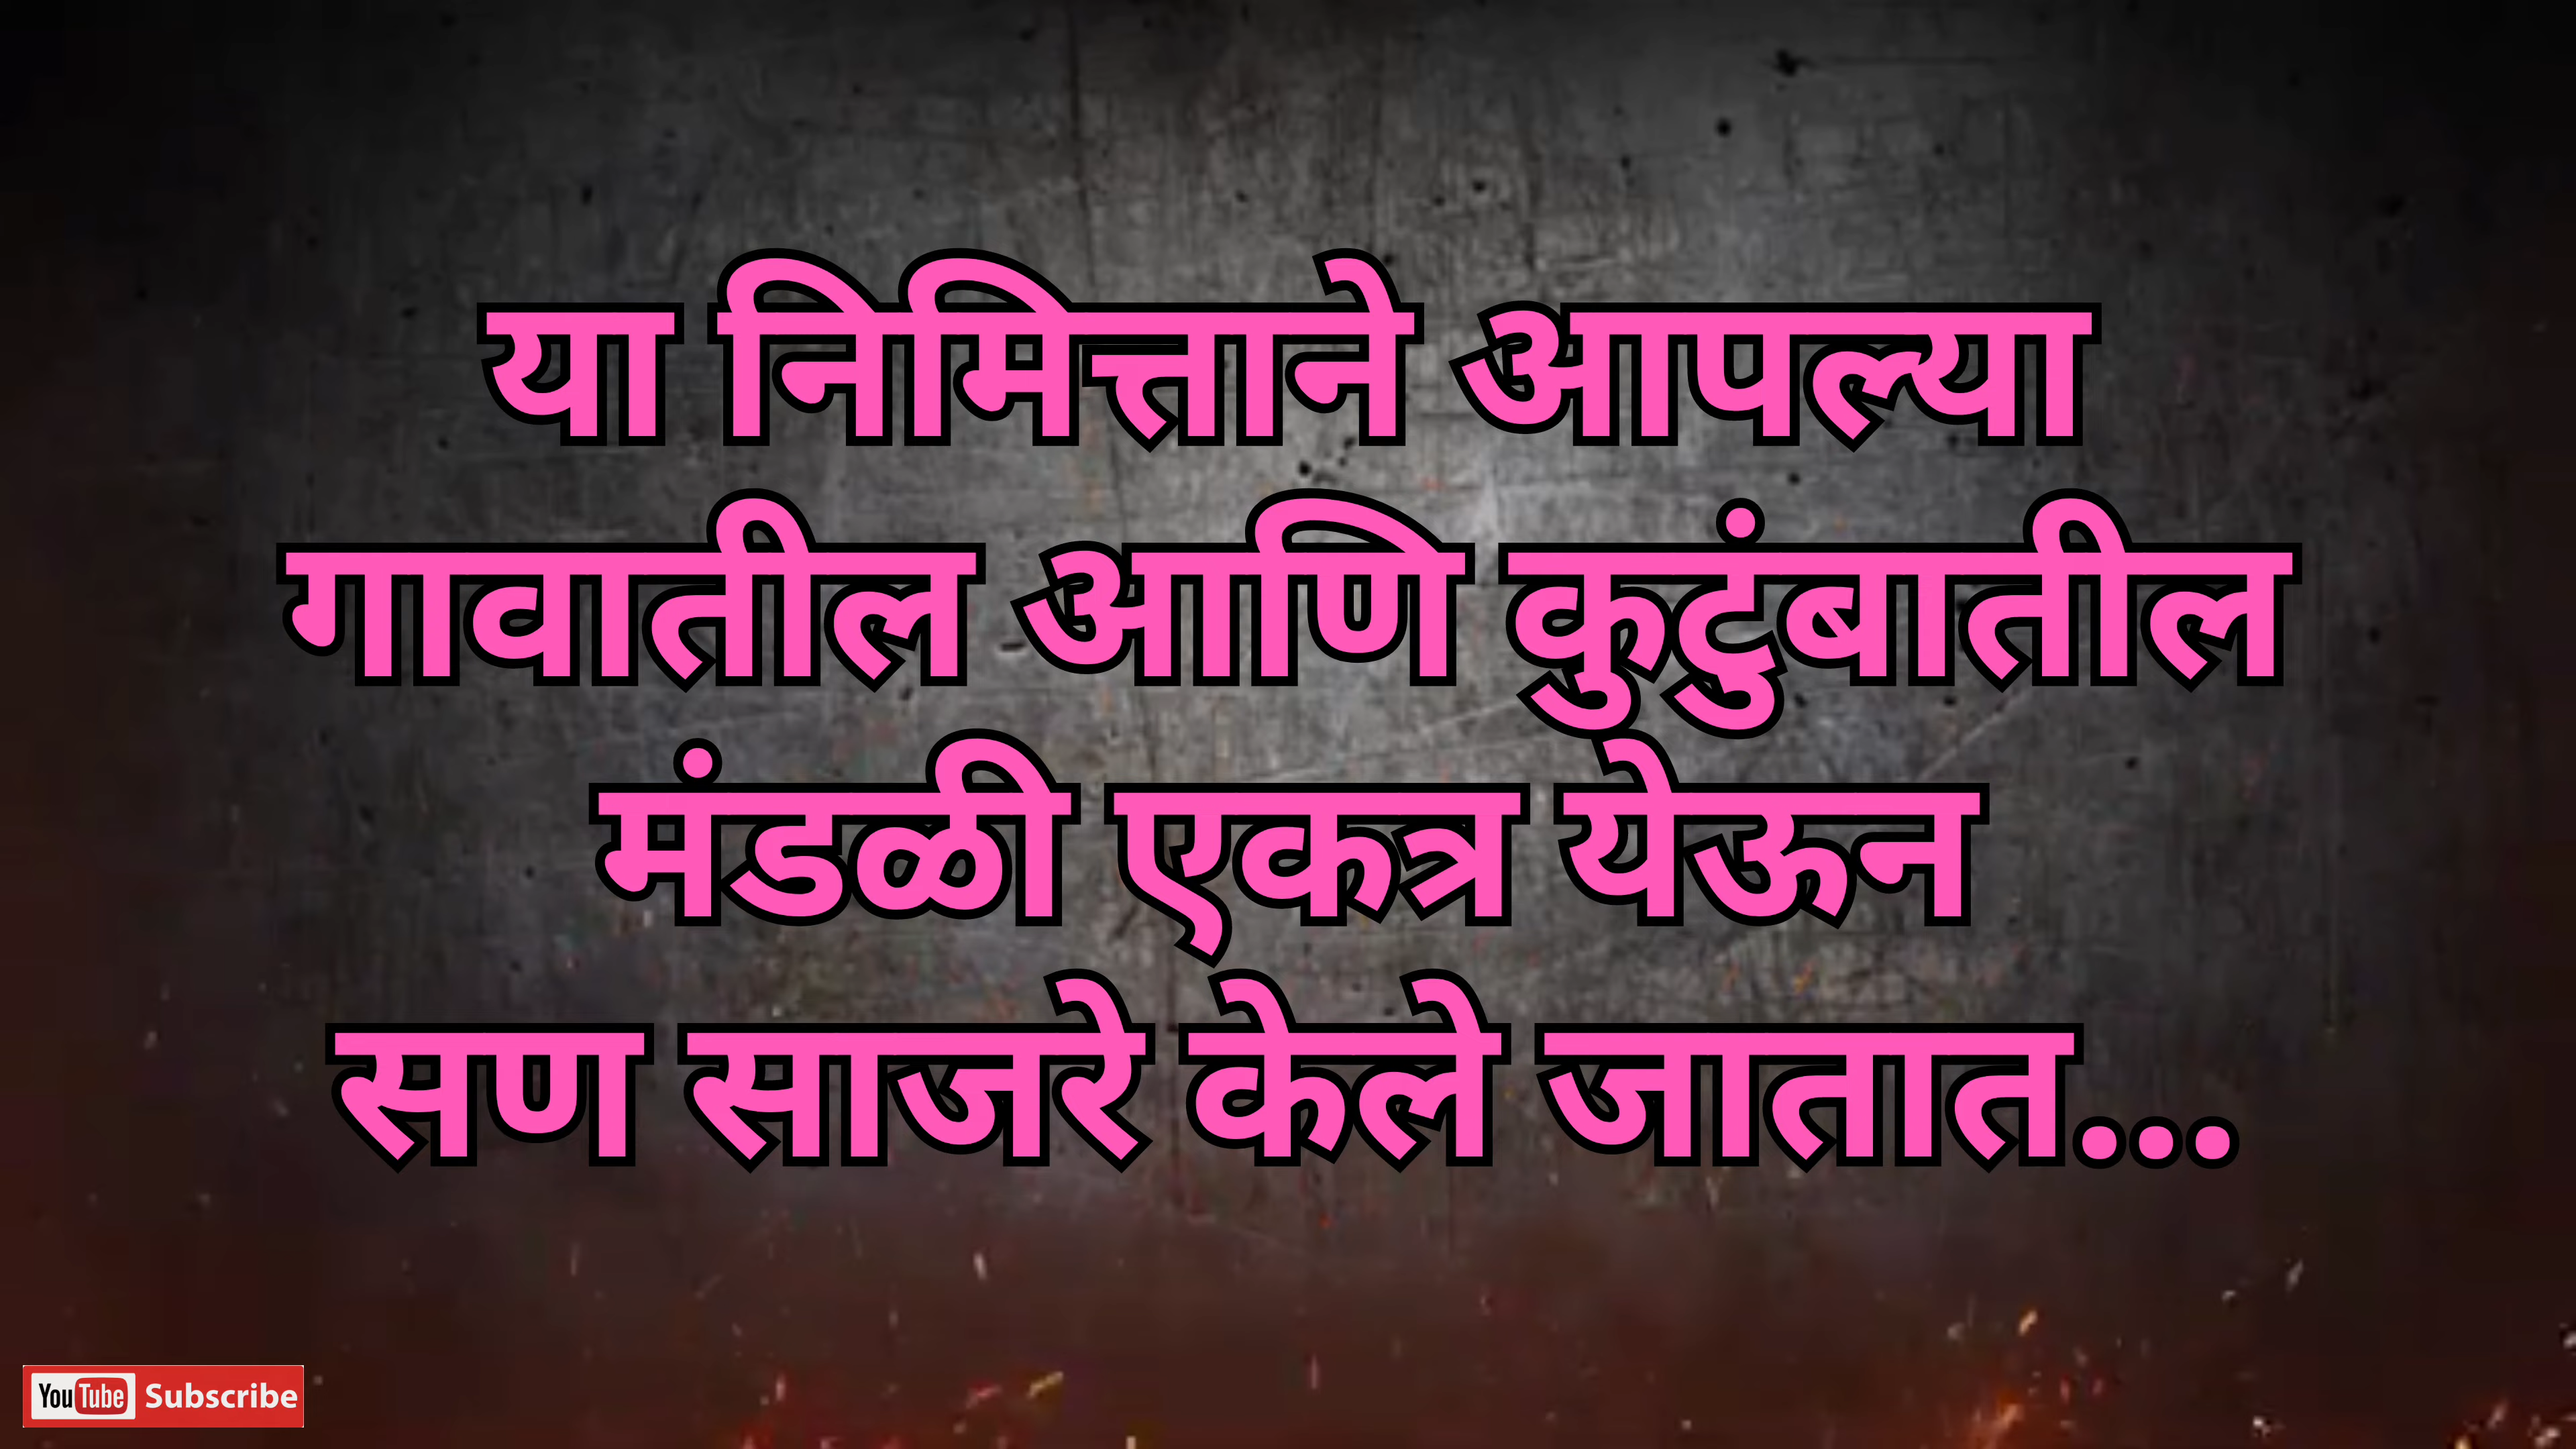 या निमित्ताने आपल्या
गावातील आणि कुटुंबातील
मंडळी एकत्र येऊन
सण साजरे केले जातात...
YouTube Subscribe